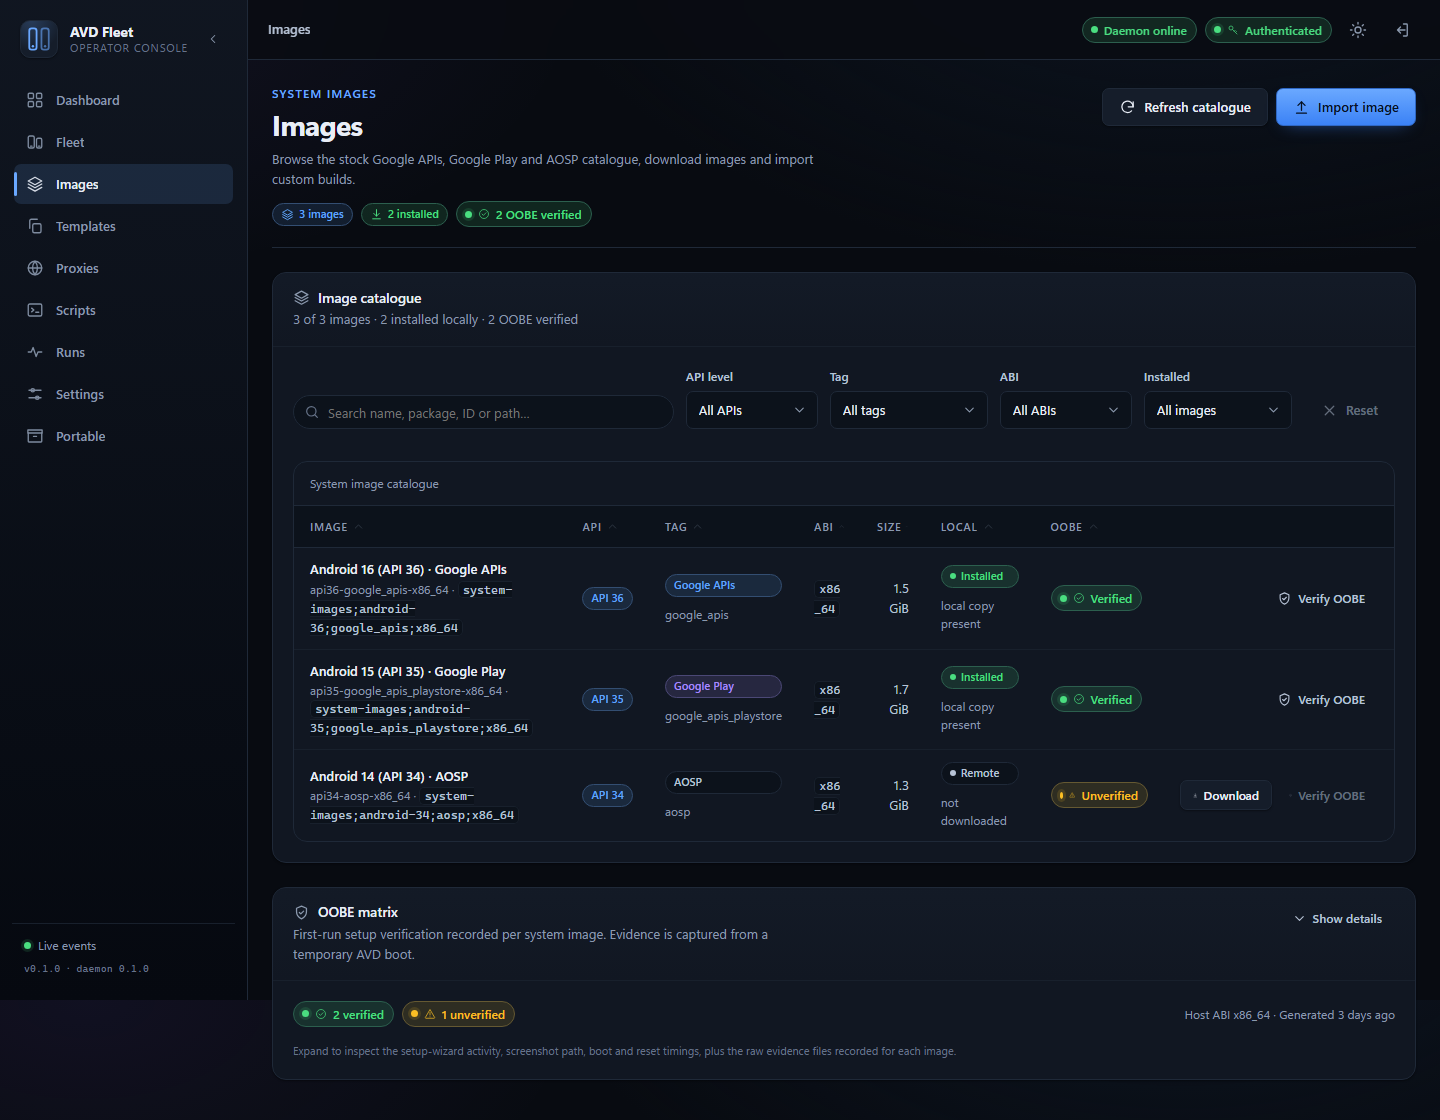 AVD Fleet
OPERATOR CONSOLE
Dashboard
Fleet
Images
Templates
Proxies
Scripts
Runs
Settings
Portable
Live events
v0.1.0 · daemon 0.1.0
Images
Daemon online
Authenticated
SYSTEM IMAGES
Images
Browse the stock Google APIs, Google Play and AOSP catalogue, download images and import
custom builds.
3 images
2 installed
2 OOBE verified
Refresh catalogue
Import image
Image catalogue
3 of 3 images · 2 installed locally · 2 OOBE verified
Search name, package, ID or path...
API level
All APIs
Tag
All tags
ABI
All ABIs
Installed
All images
Reset
System image catalogue
IMAGE API TAG ABI SIZE LOCAL OOBE
Android 16 (API 36) · Google APIs
api36-google_apis-x86_64 · system-
images;android-
36;google_apis;x86_64
API 36
Google APIs
google_apis
x86
_64
1.5
GiB
Installed
local copy
present
Verified
Verify OOBE
Android 15 (API 35) · Google Play
api35-google_apis_playstore-x86_64 ·
system-images;android-
35;google_apis_playstore;x86_64
API 35
Google Play
google_apis_playstore
x86
_64
1.7
GiB
Installed
local copy
present
Verified
Verify OOBE
Android 14 (API 34) · AOSP
api34-aosp-x86_64 · system-
images;android-34;aosp;x86_64
API 34
AOSP
aosp
x86
_64
1.3
GiB
Remote
not
downloaded
Unverified
Download
Verify OOBE
OOBE matrix
First-run setup verification recorded per system image. Evidence is captured from a
temporary AVD boot.
Show details
2 verified
1 unverified
Host ABI x86_64 · Generated 3 days ago
Expand to inspect the setup-wizard activity, screenshot path, boot and reset timings, plus the raw evidence files recorded for each image.